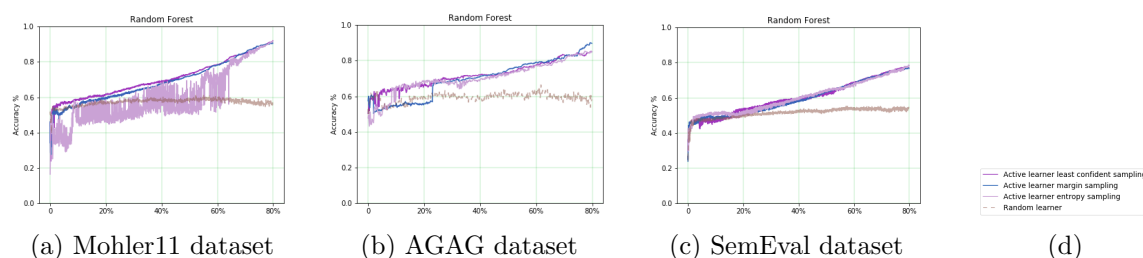 Random Forest
Accuracy %
1.0
0.8
0.6
0.4
0.2
0.0
0 20% 40% 60% 80%
(a) Mohler11 dataset
Random Forest
Accuracy %
1.0
0.8
0.6
0.4
0.2
0.0
0 20% 40% 60% 80%
(b) AGAG dataset
Random Forest
Accuracy %
1.0
0.8
0.6
0.4
0.2
0.0
0 20% 40% 60% 80%
(c) SemEval dataset
Active learner least confident sampling
Active learner margin sampling
Active learner entropy sampling
Random learner
(d)